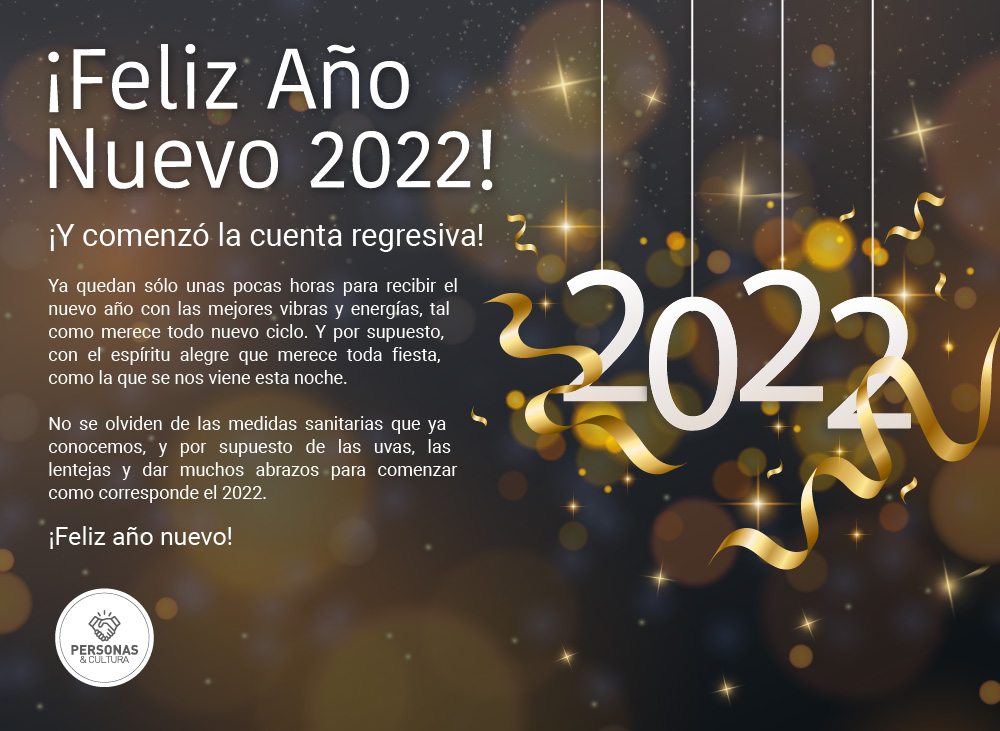 ¡Feliz Año
Nuevo 2022!
¡Y comenzó la cuenta regresiva!
Ya quedan sólo unas pocas horas para recibir el
nuevo año con las mejores vibras y energías, tal
como merece todo nuevo ciclo. Y por supuesto,
con el espíritu alegre que merece toda fiesta,
como la que se nos viene esta noche.
No se olviden de las medidas sanitarias que ya
conocemos, y por supuesto de las uvas, las
lentejas y dar muchos abrazos para comenzar
como corresponde el 2022.
¡Feliz año nuevo!
PERSONAS
& CULTURA
2022